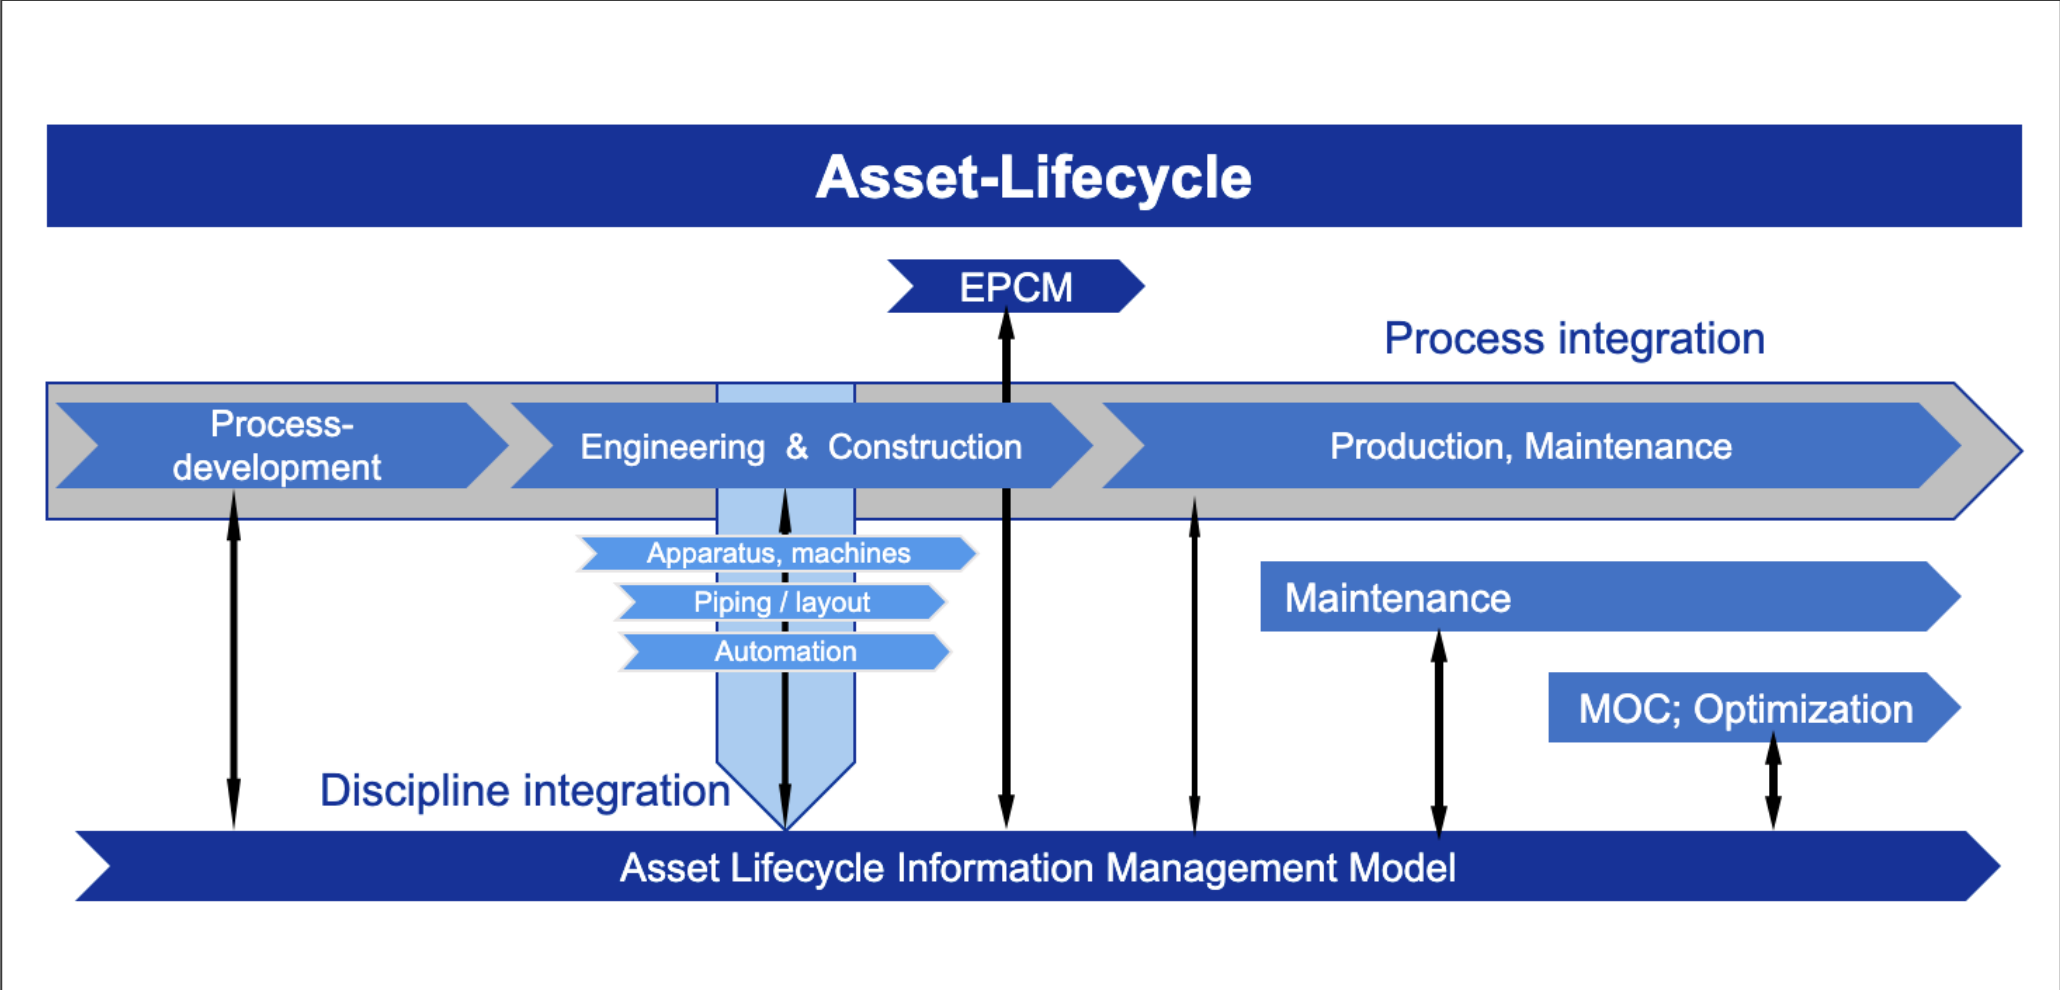 Asset-Lifecycle
EPCM
Process integration
Process-
development
Engineering & Construction
Production, Maintenance
Apparatus, machines
Piping / layout
Automation
Maintenance
MOC; Optimization
Discipline integration
Asset Lifecycle Information Management Model